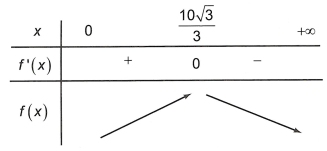 x 0 10√3/3 +∞
f'(x) + 0 −
f(x)